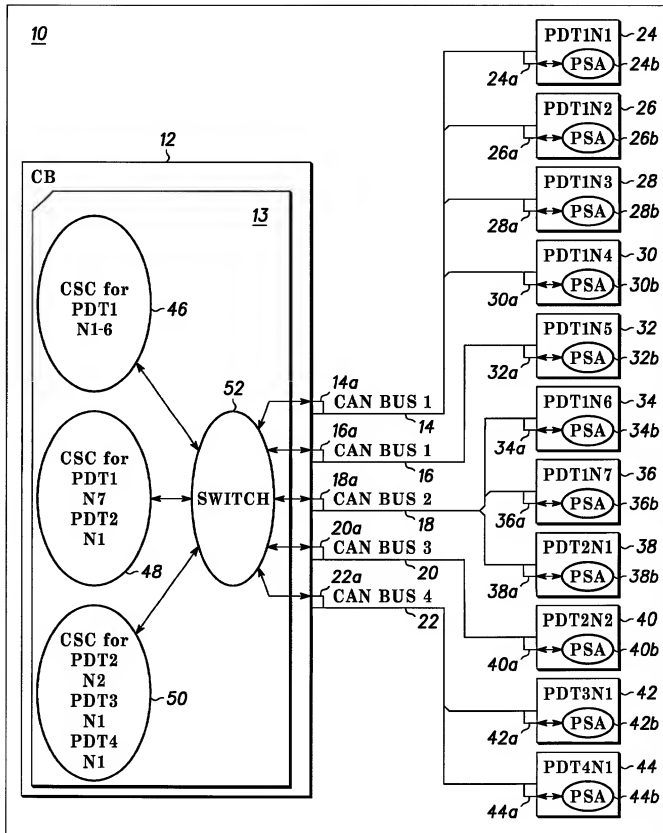 10
12
CB
13
CSC for
PDT1
N1-6
46
CSC for
PDT1
N7
PDT2
N1
48
CSC for
PDT2
N2
PDT3
N1
PDT4
N1
50
52
SWITCH
14a
CAN BUS 1
14
16a
CAN BUS 1
16
18a
CAN BUS 2
18
20a
CAN BUS 3
20
22a
CAN BUS 4
22
PDT1N1
24
PSA
24a
24b
PDT1N2
26
PSA
26a
26b
PDT1N3
28
PSA
28a
28b
PDT1N4
30
PSA
30a
30b
PDT1N5
32
PSA
32a
32b
PDT1N6
34
PSA
34a
34b
PDT1N7
36
PSA
36a
36b
PDT2N1
38
PSA
38a
38b
PDT2N2
40
PSA
40a
40b
PDT3N1
42
PSA
42a
42b
PDT4N1
44
PSA
44a
44b